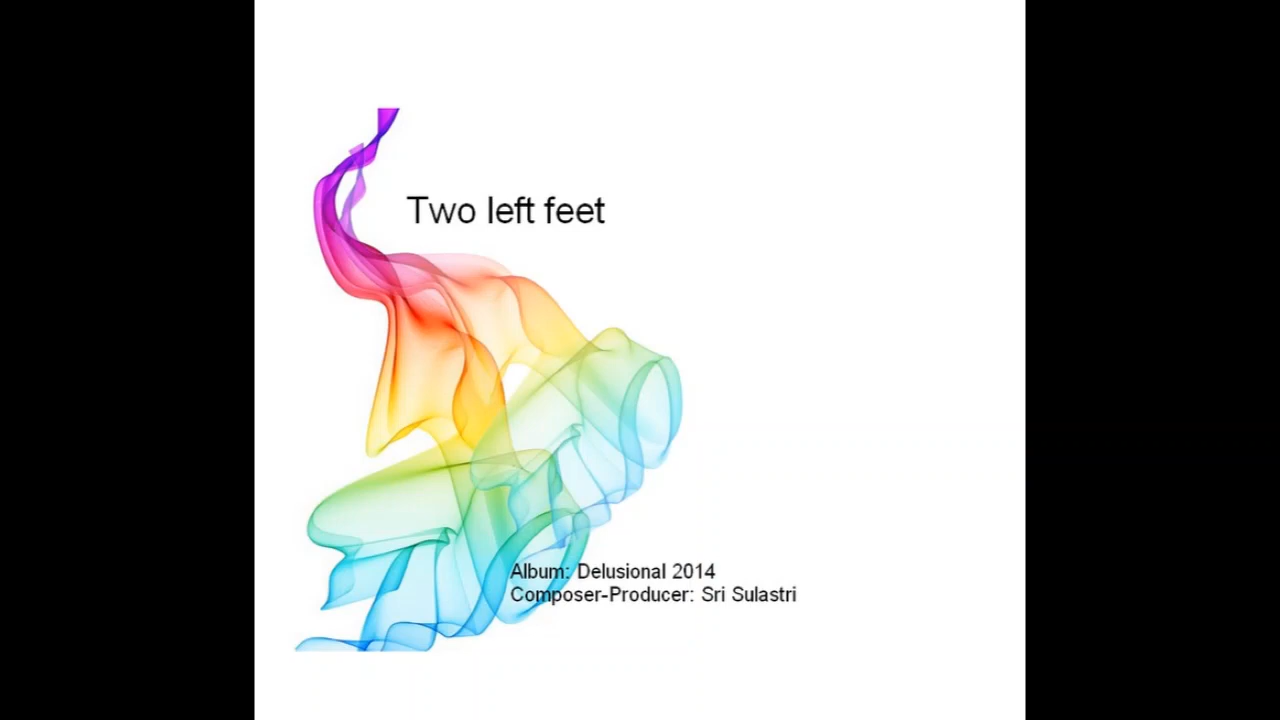 Two left feet
Album: Delusional 2014
Composer-Producer: Sri Sulastri